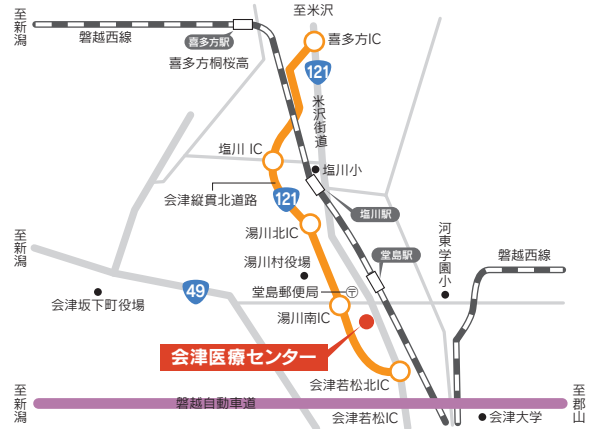 至新潟
至米沢
喜多方駅
喜多方IC
磐越西線
喜多方桐桜高
121
米沢街道
塩川 IC
塩川小
会津縦貫北道路
121
塩川駅
湯川北IC
河東学園小
至新潟
堂島駅
磐越西線
湯川村役場
49
堂島郵便局
会津坂下町役場
湯川南IC
会津医療センター
会津若松北IC
至新潟
磐越自動車道
至郡山
会津若松IC
会津大学